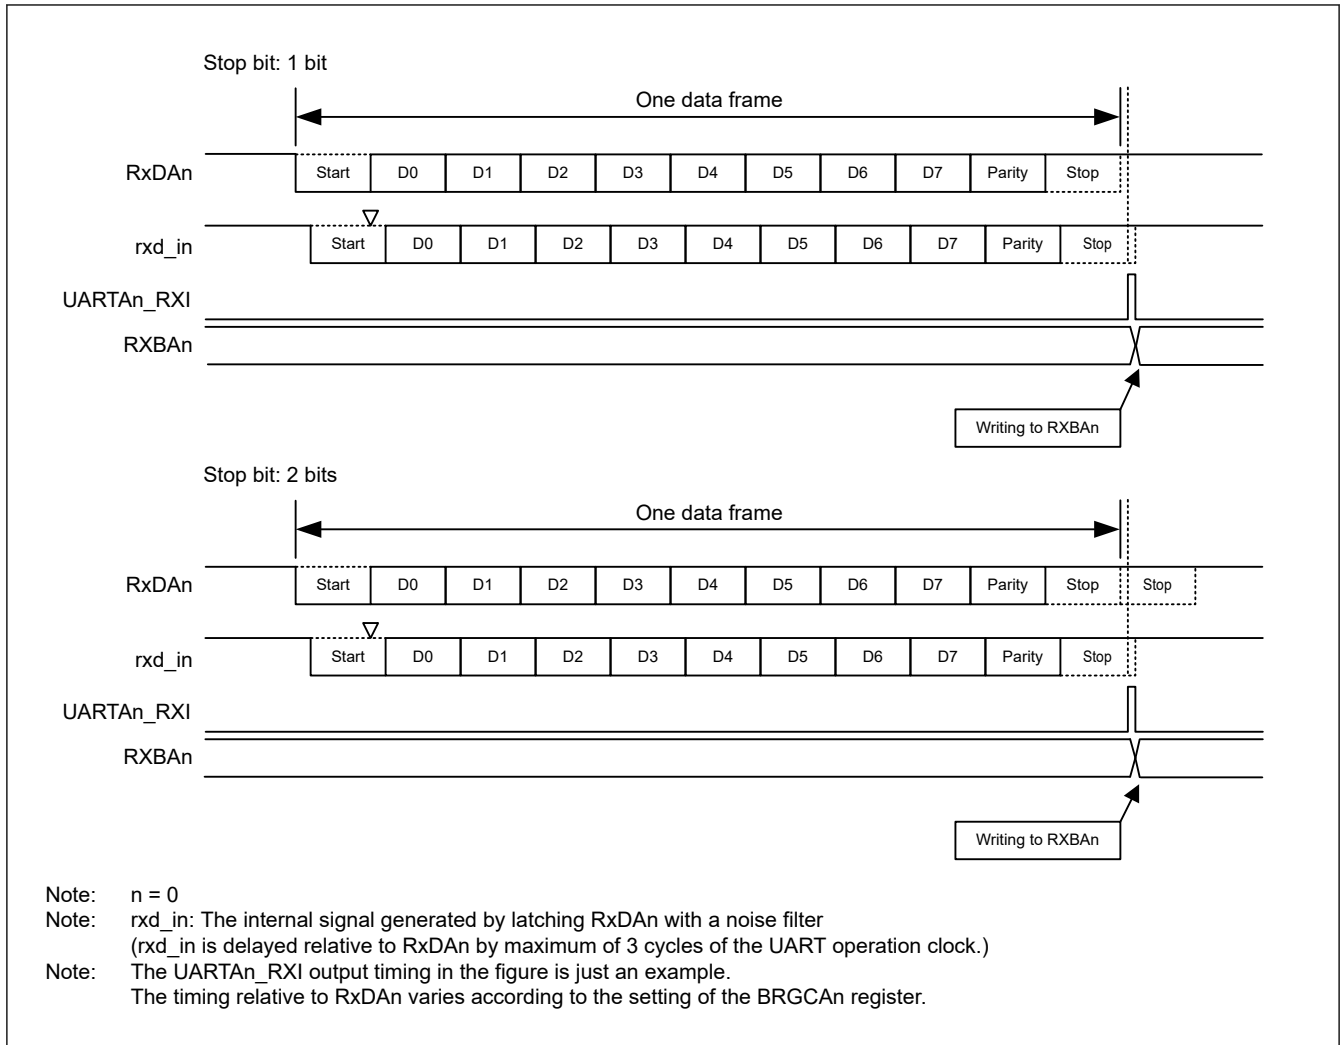 Stop bit: 1 bit
One data frame
RxDAn Start D0 D1 D2 D3 D4 D5 D6 D7 Parity Stop
rxd_in Start D0 D1 D2 D3 D4 D5 D6 D7 Parity Stop
UARTAn_RXI
RXBAn
Writing to RXBAn
Stop bit: 2 bits
One data frame
RxDAn Start D0 D1 D2 D3 D4 D5 D6 D7 Parity Stop Stop
rxd_in Start D0 D1 D2 D3 D4 D5 D6 D7 Parity Stop
UARTAn_RXI
RXBAn
Writing to RXBAn
Note: n = 0
Note: rxd_in: The internal signal generated by latching RxDAn with a noise filter
(rxd_in is delayed relative to RxDAn by maximum of 3 cycles of the UART operation clock.)
Note: The UARTAn_RXI output timing in the figure is just an example.
The timing relative to RxDAn varies according to the setting of the BRGCAn register.